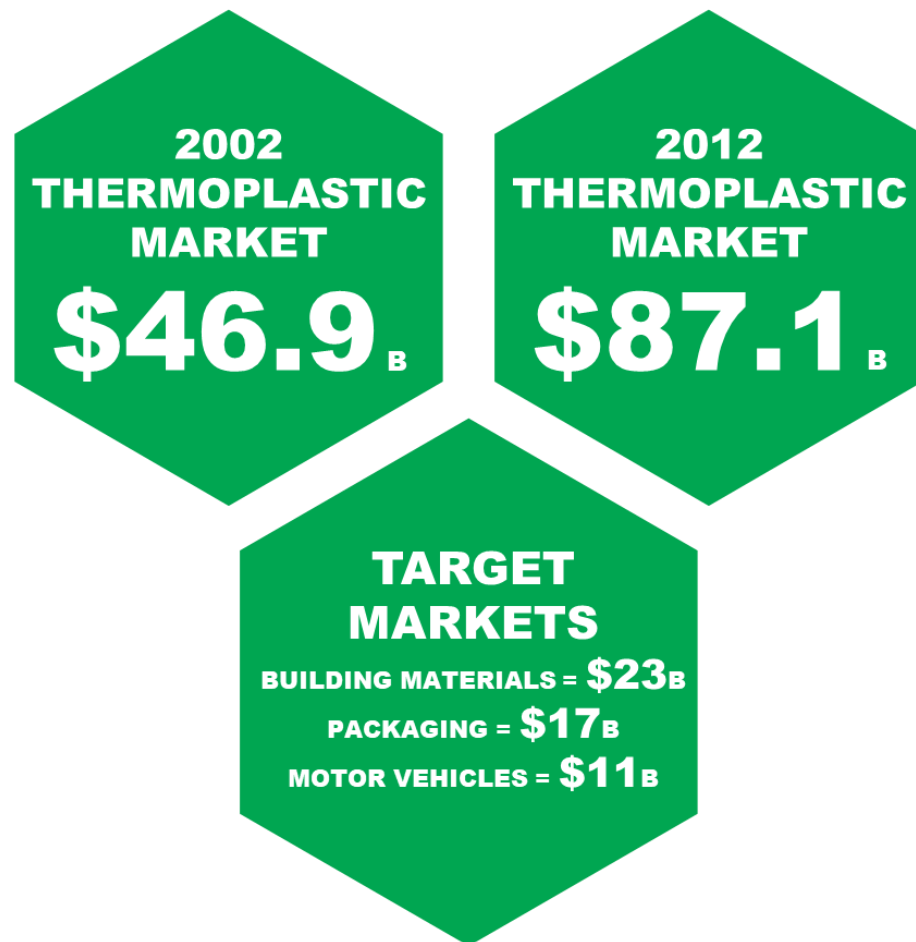 2002
THERMOPLASTIC
MARKET
$46.9 B
2012
THERMOPLASTIC
MARKET
$87.1 B
TARGET
MARKETS
BUILDING MATERIALS = $23B
PACKAGING = $17B
MOTOR VEHICLES = $11B